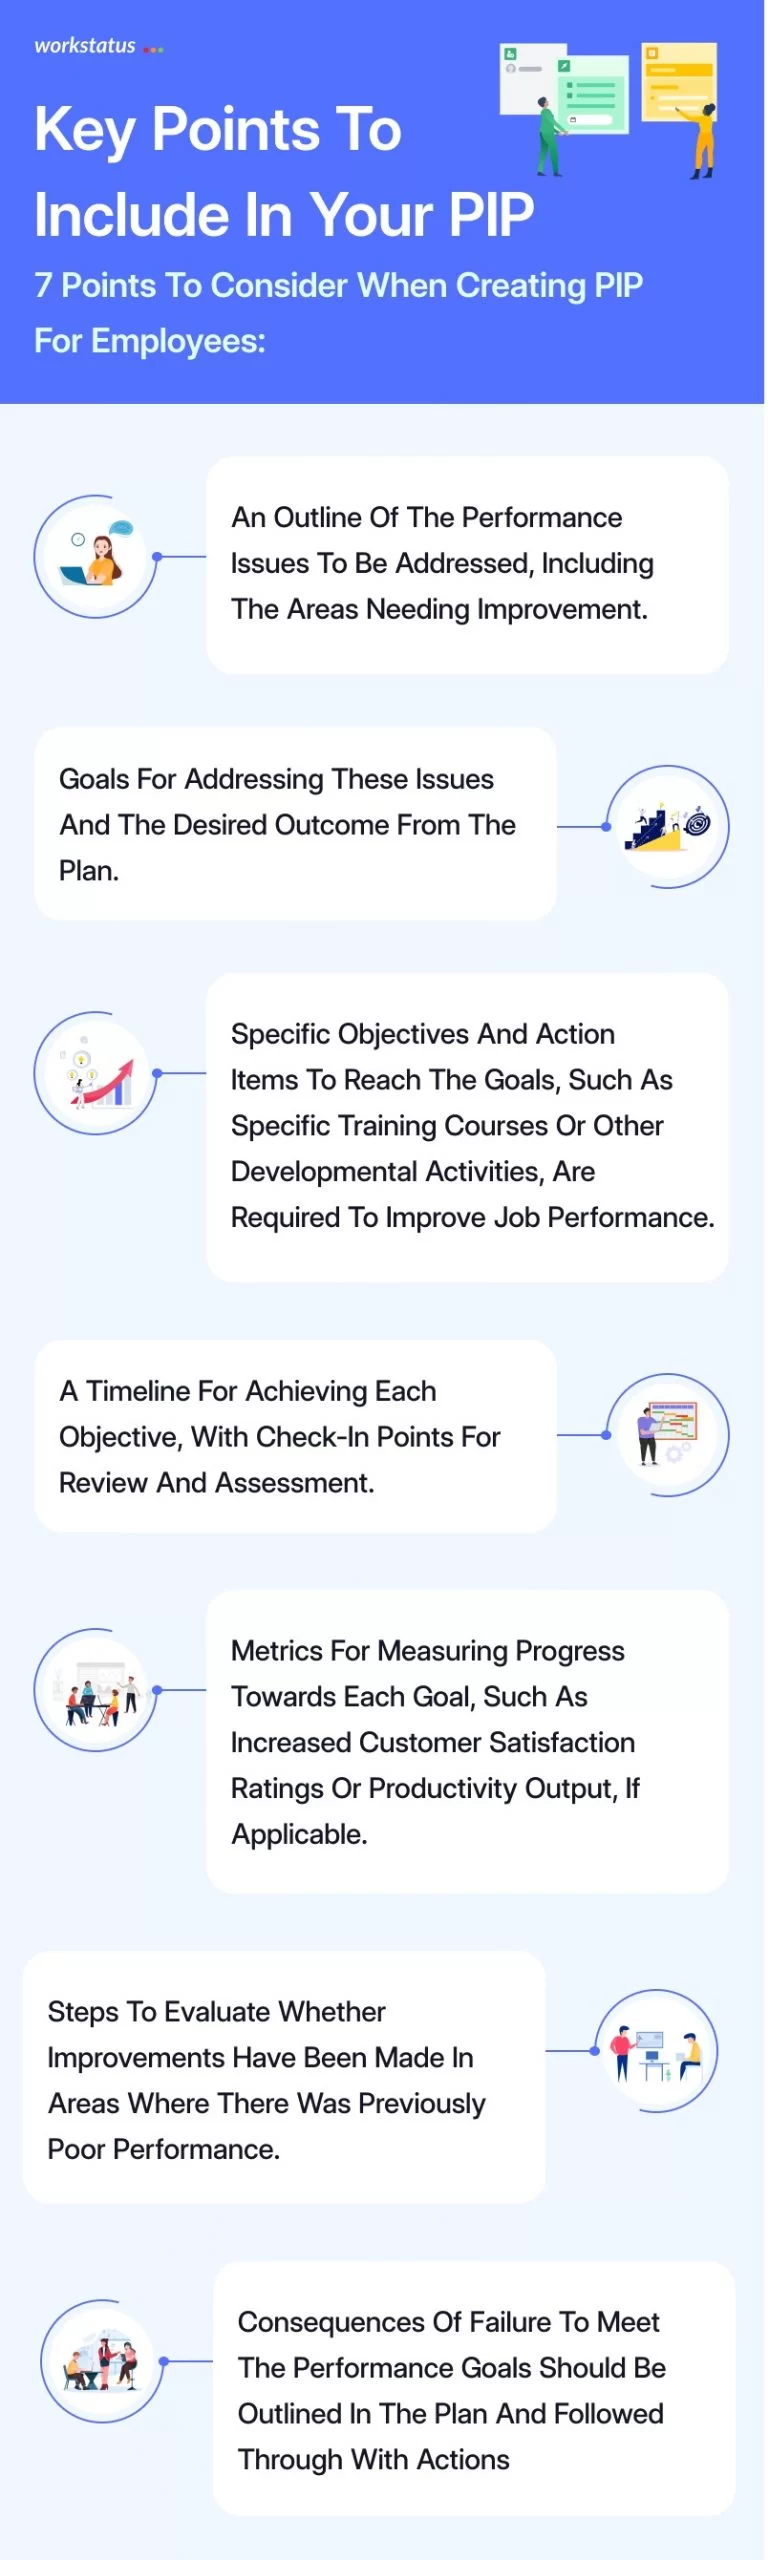 workstatus
Key Points To
Include In Your PIP
7 Points To Consider When Creating PIP
For Employees:
An Outline Of The Performance
Issues To Be Addressed, Including
The Areas Needing Improvement.
Goals For Addressing These Issues
And The Desired Outcome From The
Plan.
Specific Objectives And Action
Items To Reach The Goals, Such As
Specific Training Courses Or Other
Developmental Activities, Are
Required To Improve Job Performance.
A Timeline For Achieving Each
Objective, With Check-In Points For
Review And Assessment.
Metrics For Measuring Progress
Towards Each Goal, Such As
Increased Customer Satisfaction
Ratings Or Productivity Output, If
Applicable.
Steps To Evaluate Whether
Improvements Have Been Made In
Areas Where There Was Previously
Poor Performance.
Consequences Of Failure To Meet
The Performance Goals Should Be
Outlined In The Plan And Followed
Through With Actions